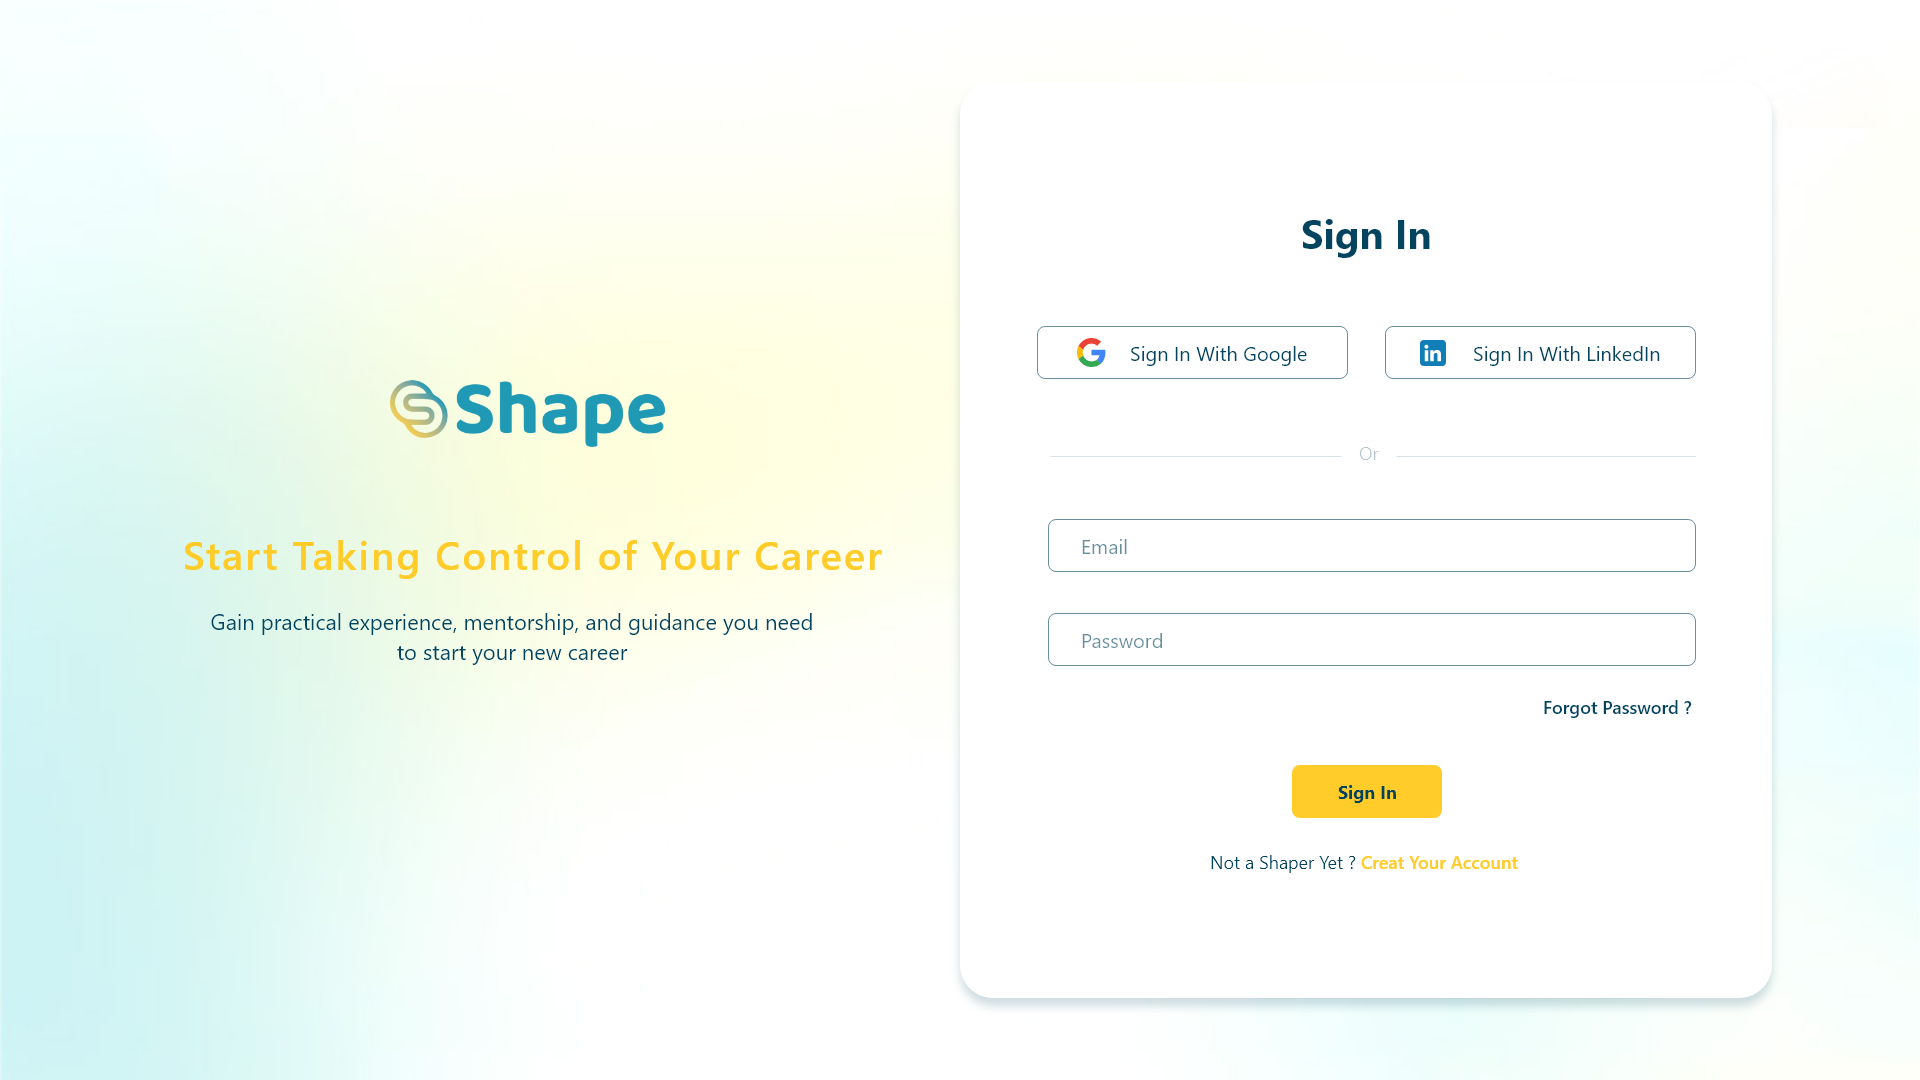 Shape
Start Taking Control of Your Career
Gain practical experience, mentorship, and guidance you need
to start your new career
Sign In
Sign In With Google
Sign In With LinkedIn
Or
Email
Password
Forgot Password ?
Sign In
Not a Shaper Yet ? Creat Your Account